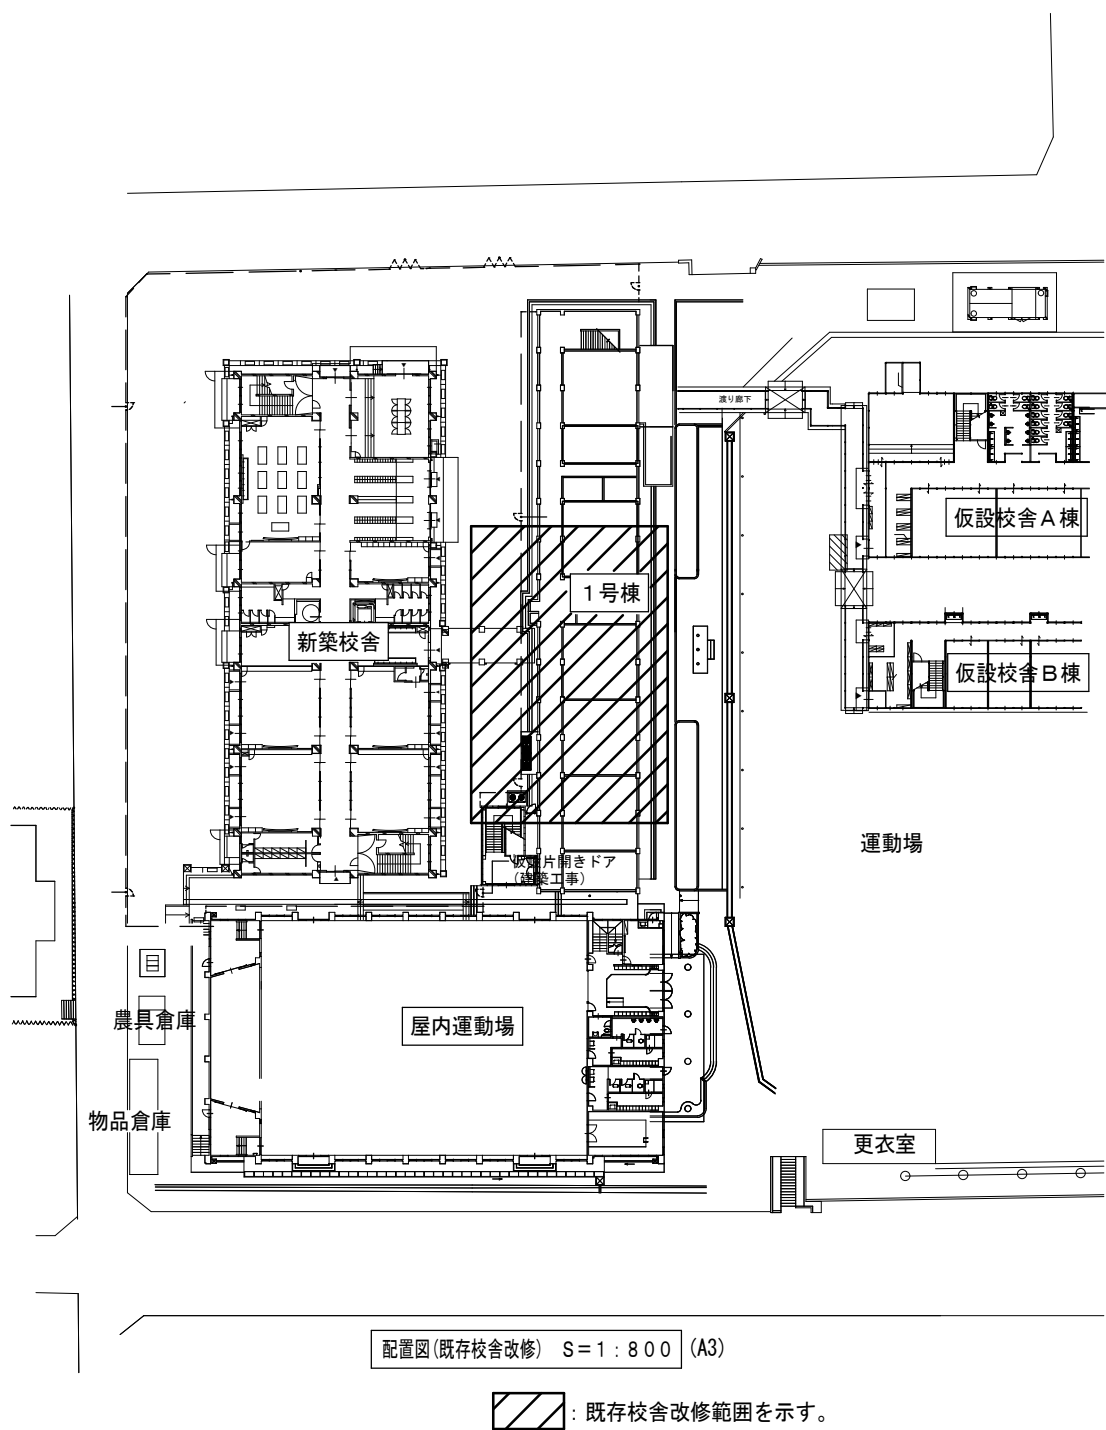 渡り廊下
仮設校舎A棟
1号棟
新築校舎
仮設校舎B棟
運動場
仮設片開きドア
(建築工事)
農具倉庫
屋内運動場
物品倉庫
更衣室
配置図(既存校舎改修) S=1:800 (A3)
:既存校舎改修範囲を示す。